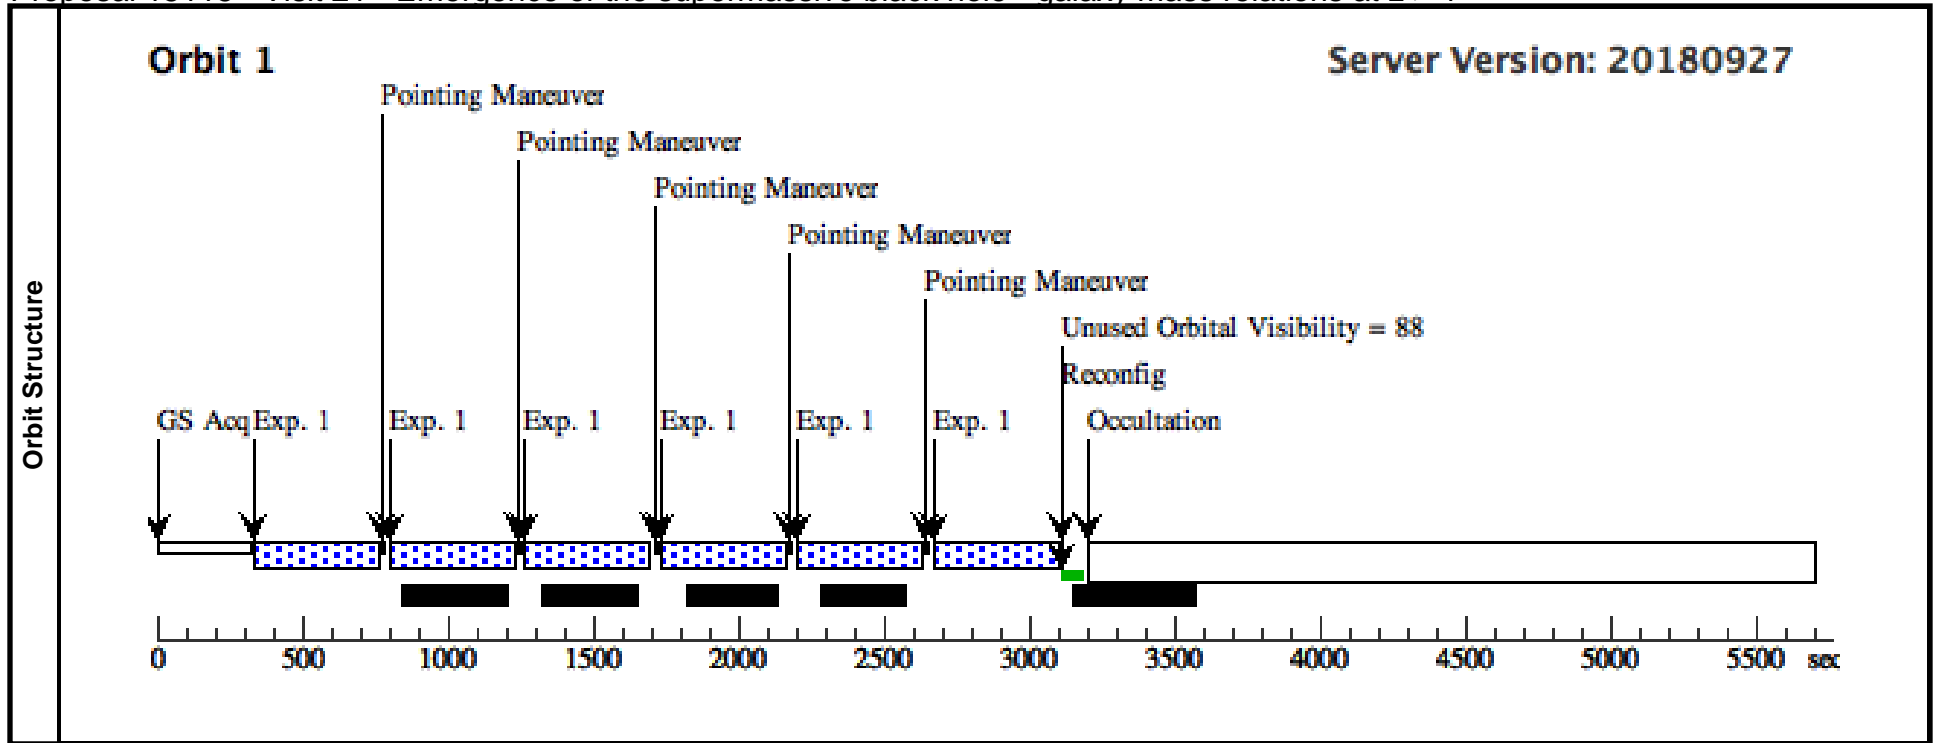 Orbit Structure
Orbit 1
Server Version: 20180927
Pointing Maneuver
Pointing Maneuver
Pointing Maneuver
Pointing Maneuver
Pointing Maneuver
Unused Orbital Visibility = 88
Reconfig
GS Acq Exp. 1 Exp. 1 Exp. 1 Exp. 1 Exp. 1 Exp. 1 Occultation
0 500 1000 1500 2000 2500 3000 3500 4000 4500 5000 5500 sec